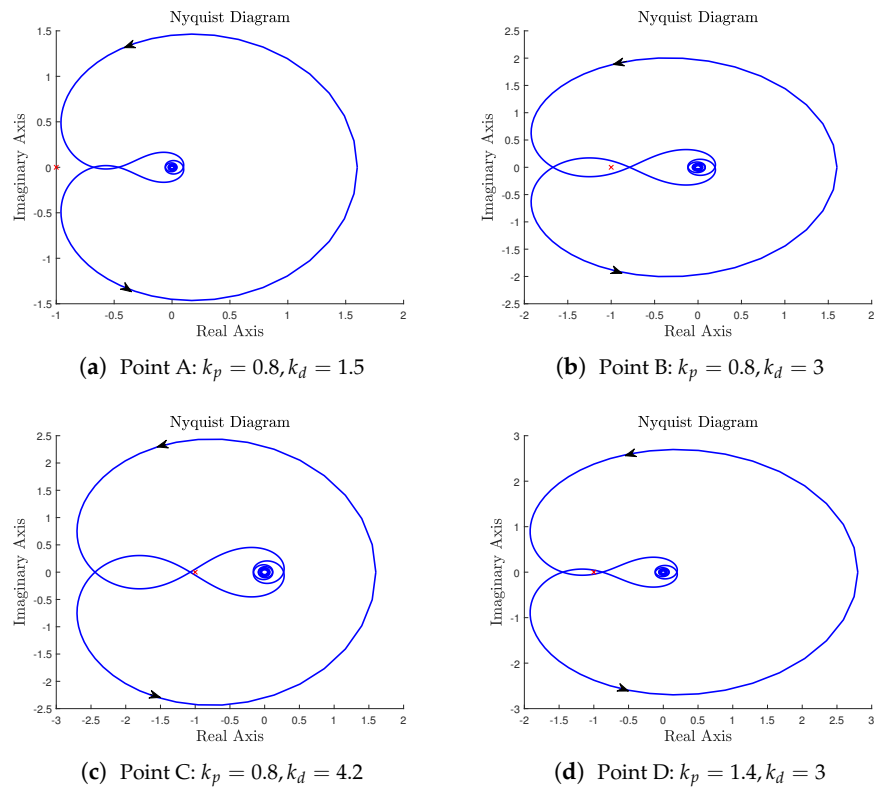 Nyquist Diagram
1.5
1
0.5
0
-0.5
-1
-1.5
Imaginary Axis
-1 -0.5 0 0.5 1 1.5 2
Real Axis
(a) Point A: k_p = 0.8, k_d = 1.5
Nyquist Diagram
2.5
2
1.5
1
0.5
0
-0.5
-1
-1.5
-2
-2.5
Imaginary Axis
-2 -1.5 -1 -0.5 0 0.5 1 1.5 2
Real Axis
(b) Point B: k_p = 0.8, k_d = 3
Nyquist Diagram
2.5
2
1.5
1
0.5
0
-0.5
-1
-1.5
-2
-2.5
Imaginary Axis
-3 -2.5 -2 -1.5 -1 -0.5 0 0.5 1 1.5 2
Real Axis
(c) Point C: k_p = 0.8, k_d = 4.2
Nyquist Diagram
3
2
1
0
-1
-2
-3
Imaginary Axis
-2 -1.5 -1 -0.5 0 0.5 1 1.5 2 2.5 3
Real Axis
(d) Point D: k_p = 1.4, k_d = 3